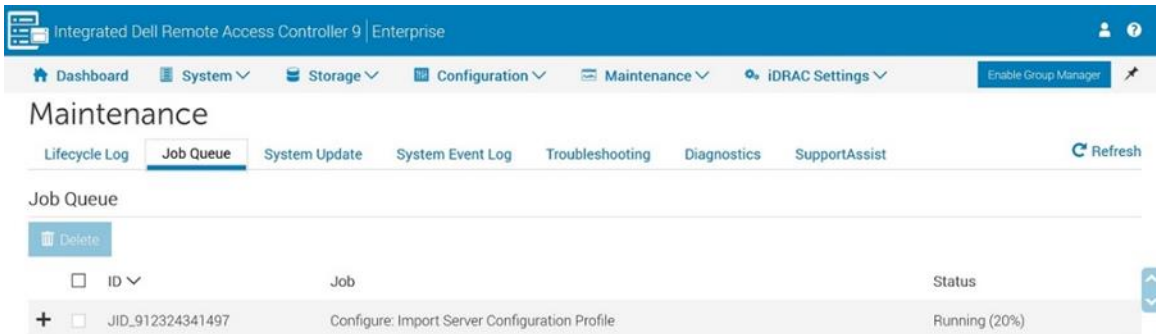 Integrated Dell Remote Access Controller 9 | Enterprise
Dashboard System Storage Configuration Maintenance iDRAC Settings Enable Group Manager
Maintenance
Lifecycle Log Job Queue System Update System Event Log Troubleshooting Diagnostics SupportAssist Refresh
Job Queue
Delete
ID Job Status
JID_912324341497 Configure: Import Server Configuration Profile Running (20%)